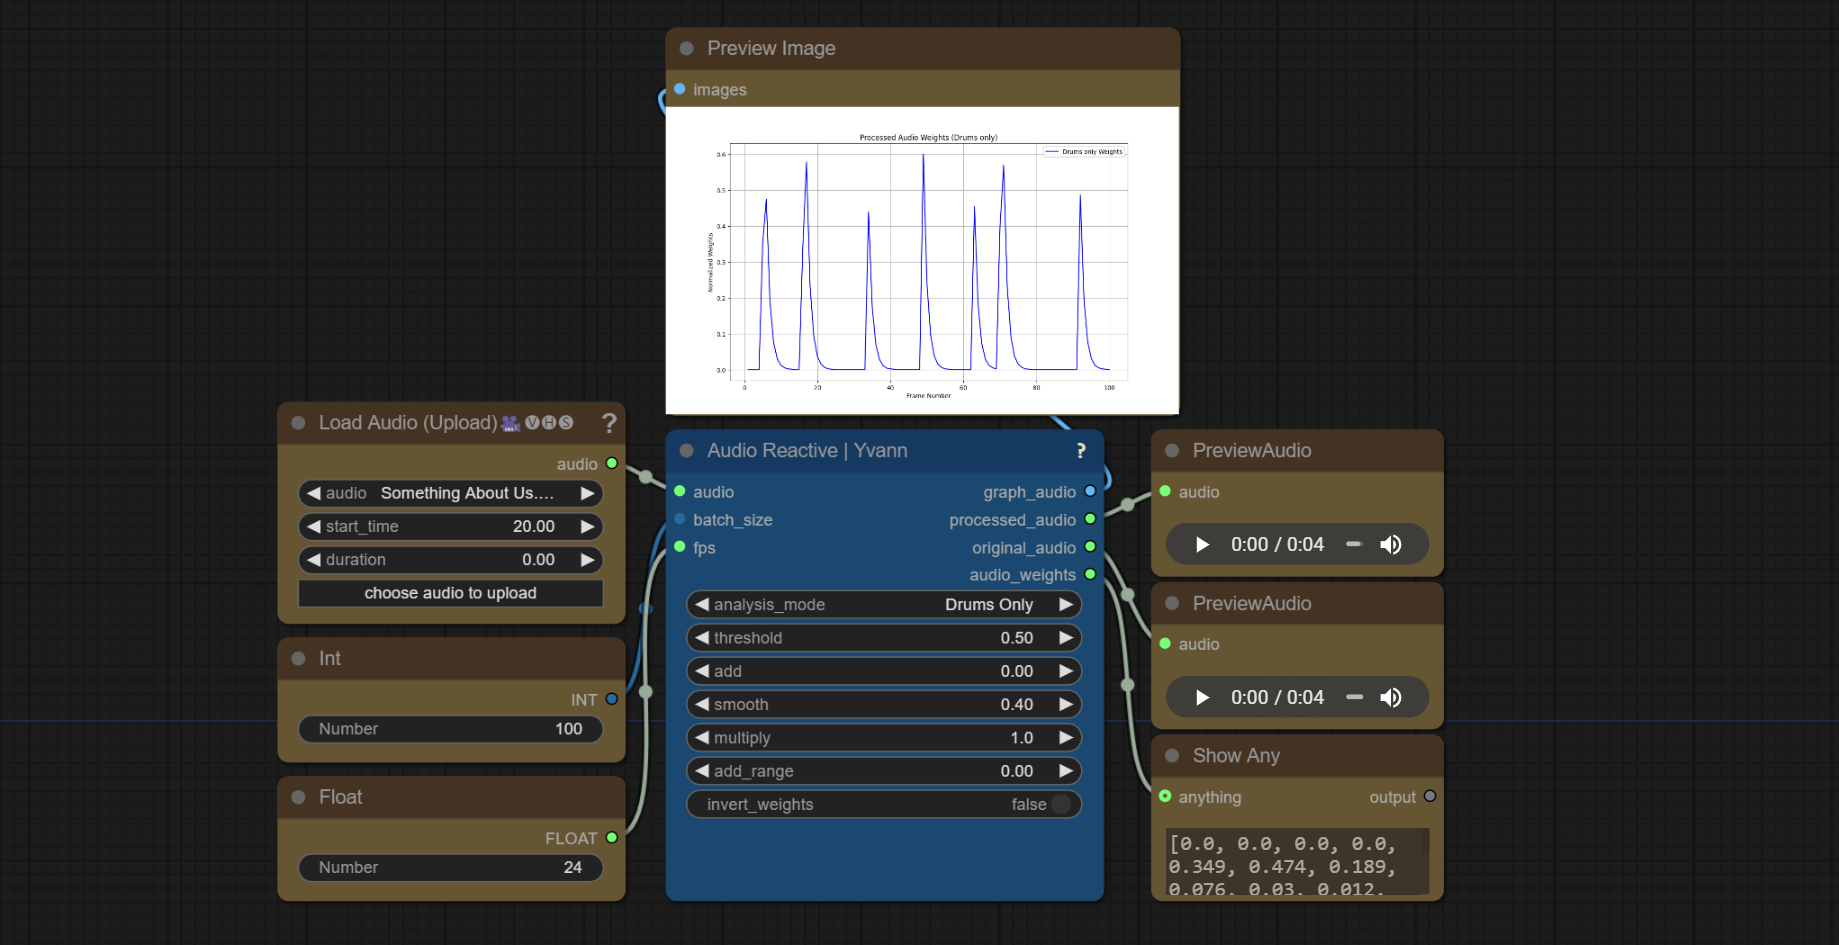 Preview Image
images
Processed Audio Weights (Drums only)
Drums only Weights
Normalized Weights
0.6
0.5
0.4
0.3
0.2
0.1
0.0
0 20 40 60 80 100
Frame Number
Load Audio (Upload)🎥🅥🅗🅢 ?
audio
audio Something About Us....
start_time 20.00
duration 0.00
choose audio to upload
Int
INT
Number 100
Float
FLOAT
Number 24
Audio Reactive | Yvann ?
audio graph_audio
batch_size processed_audio
fps original_audio
audio_weights
analysis_mode Drums Only
threshold 0.50
add 0.00
smooth 0.40
multiply 1.0
add_range 0.00
invert_weights false
PreviewAudio
audio
0:00 / 0:04
PreviewAudio
audio
0:00 / 0:04
Show Any
anything output
[0.0, 0.0, 0.0, 0.0,
0.349, 0.474, 0.189,
0.076, 0.03, 0.012,